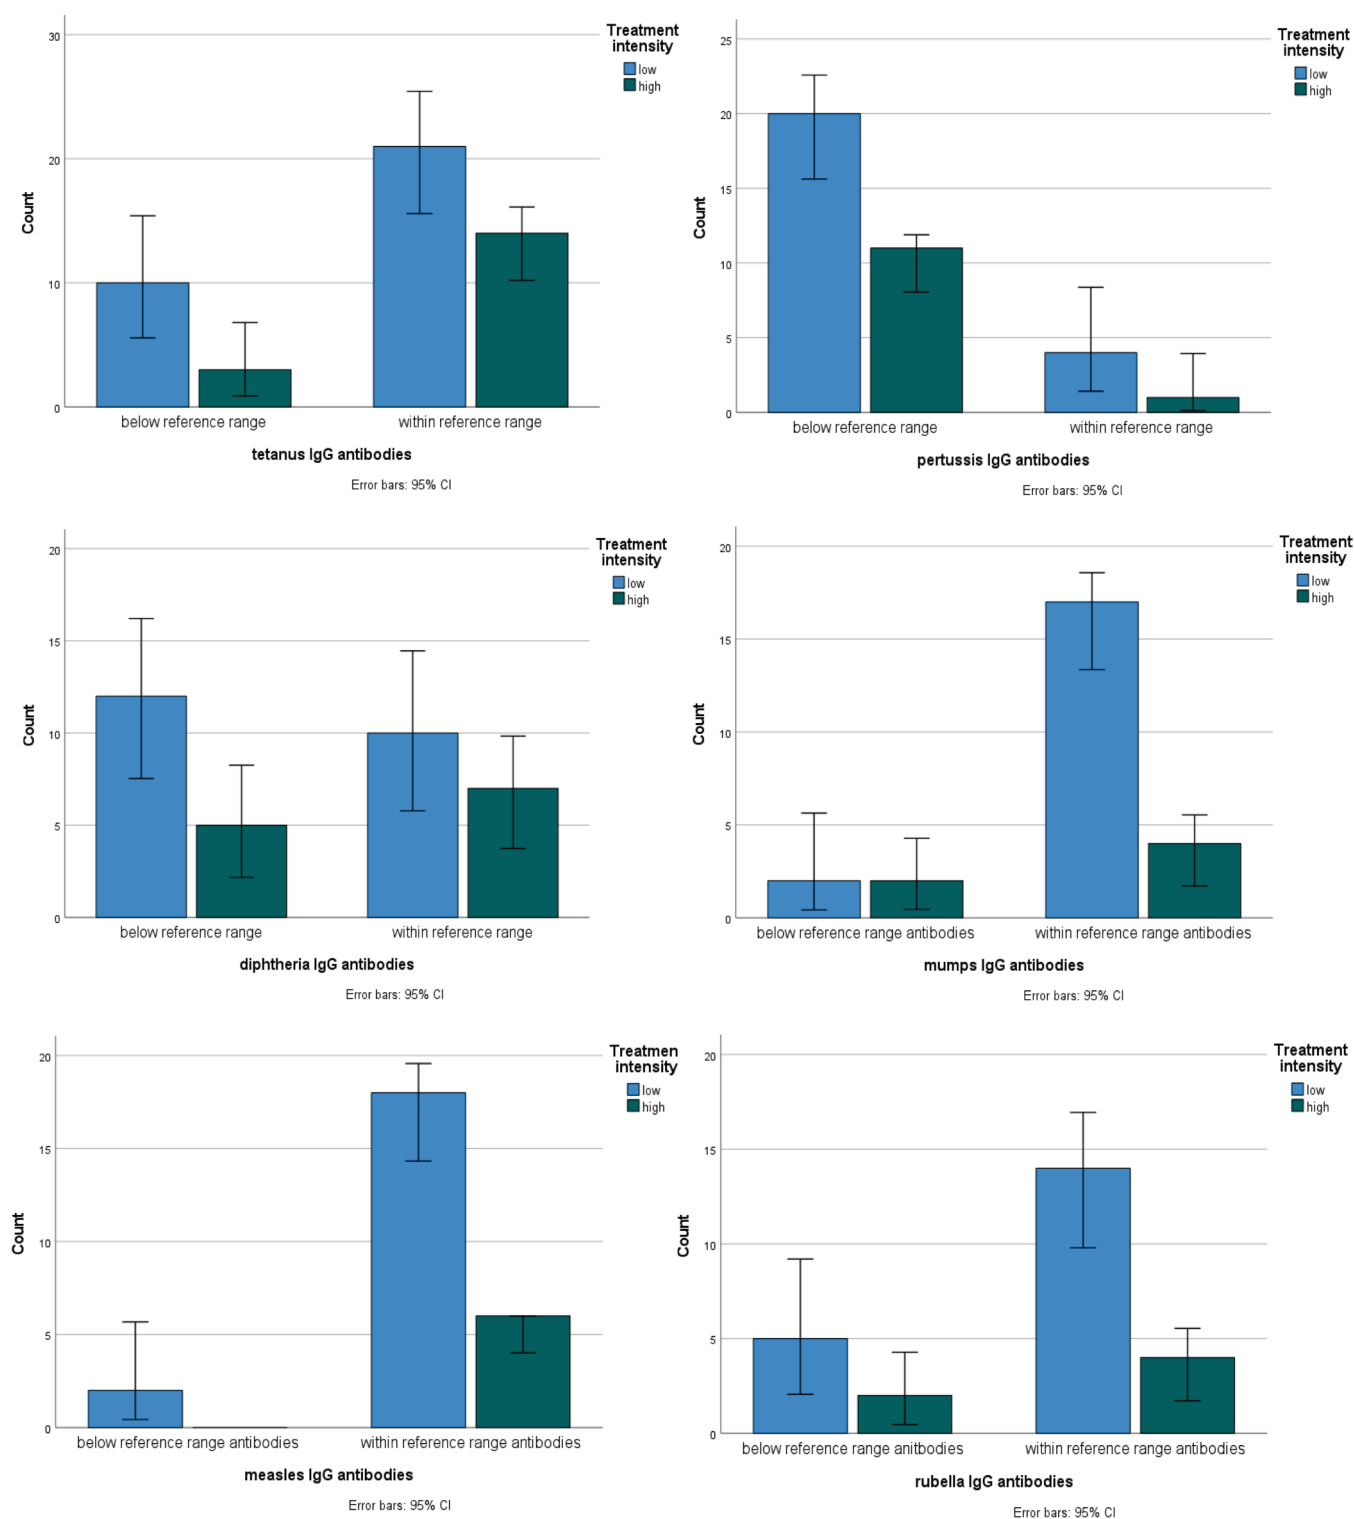 Treatment
intensity
low
high
30
20
10
0
Count
below reference range
within reference range
tetanus IgG antibodies
Error bars: 95% CI
Treatment
intensity
low
high
25
20
15
10
5
0
Count
below reference range
within reference range
pertussis IgG antibodies
Error bars: 95% CI
Treatment
intensity
low
high
20
15
10
5
0
Count
below reference range
within reference range
diphtheria IgG antibodies
Error bars: 95% CI
Treatment
intensity
low
high
20
15
10
5
0
Count
below reference range antibodies
within reference range antibodies
mumps IgG antibodies
Error bars: 95% CI
Treatmen
intensity
low
high
20
15
10
5
0
Count
below reference range antibodies
within reference range antibodies
measles IgG antibodies
Error bars: 95% CI
Treatment
intensity
low
high
20
15
10
5
0
Count
below reference range anitbodies
within reference range antibodies
rubella IgG antibodies
Error bars: 95% CI